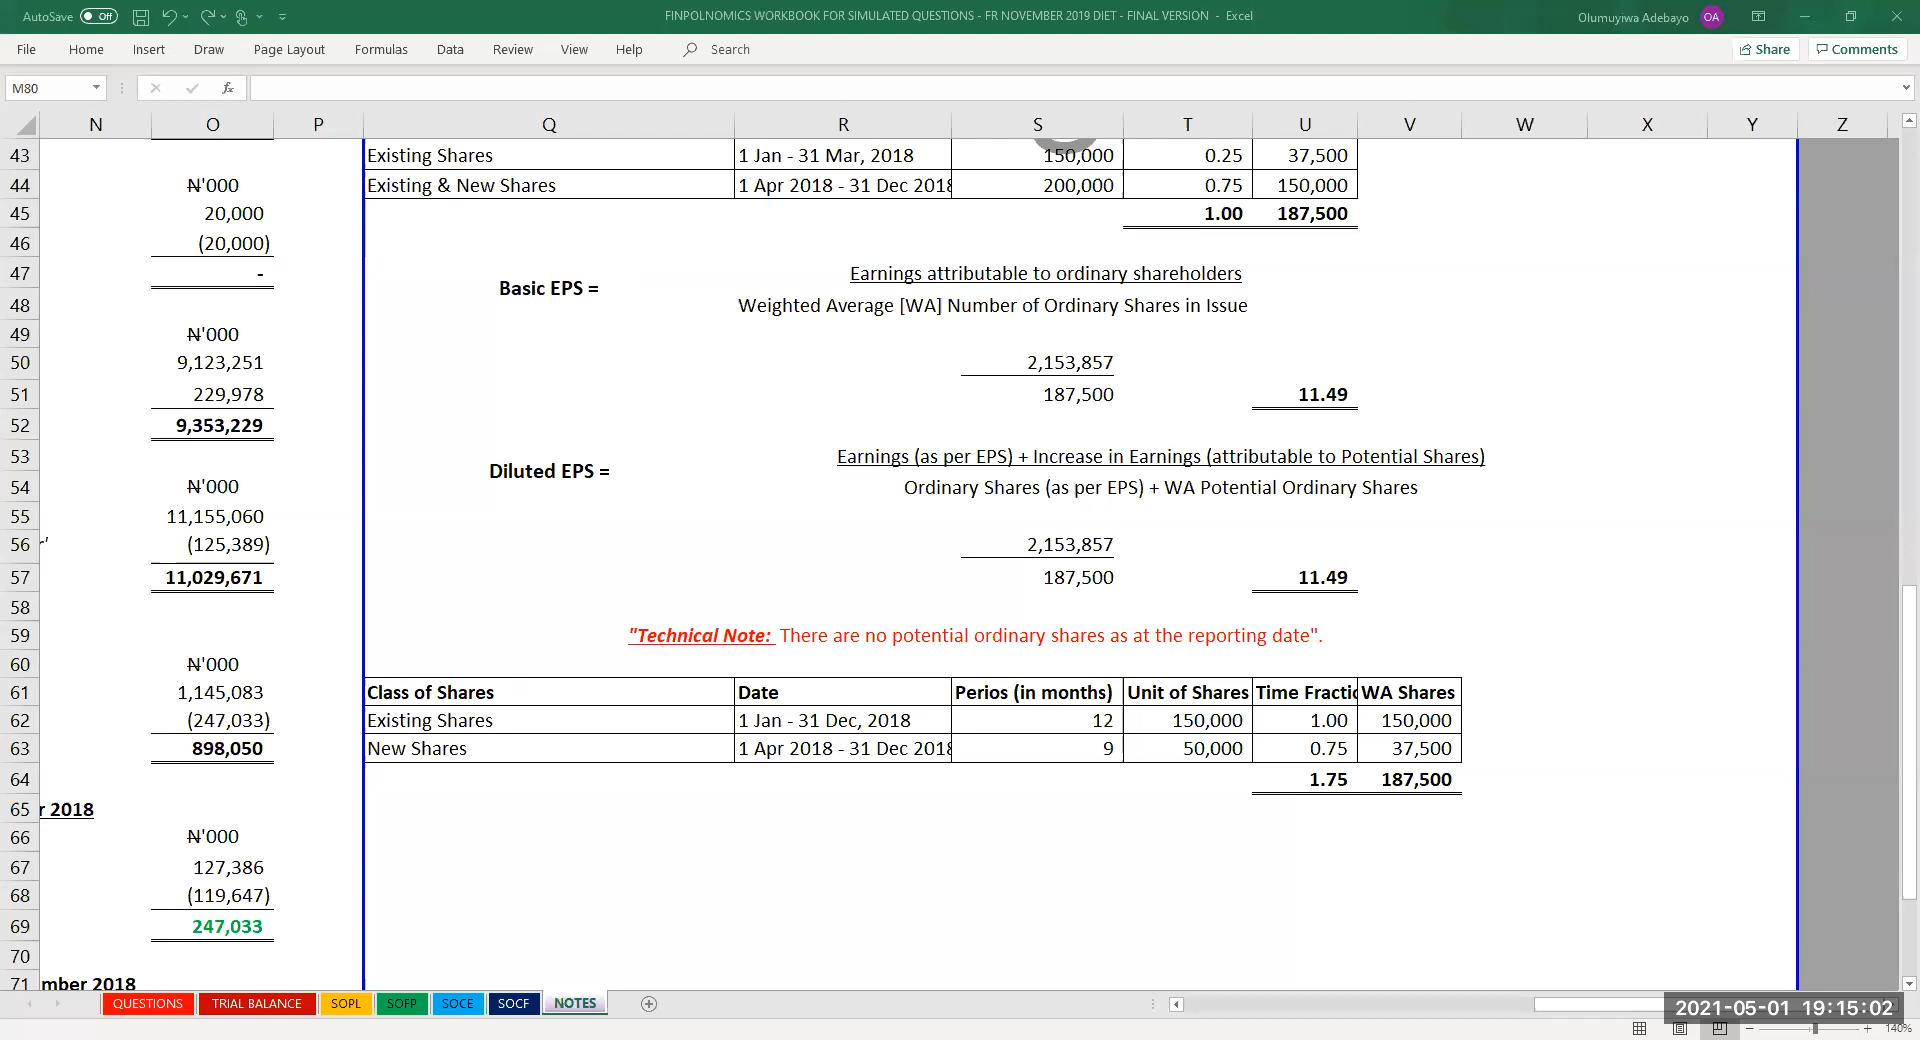 AutoSave Off FINPOLNOMICS WORKBOOK FOR SIMULATED QUESTIONS - FR NOVEMBER 2019 DIET - FINAL VERSION - Excel Olumuyiwa Adebayo OA
File Home Insert Draw Page Layout Formulas Data Review View Help Search Share Comments
M80 fx
N O P Q R S T U V W X Y Z
43 Existing Shares 1 Jan - 31 Mar, 2018 150,000 0.25 37,500
44 ₦'000 Existing & New Shares 1 Apr 2018 - 31 Dec 2018 200,000 0.75 150,000
45 20,000 1.00 187,500
46 (20,000)
47 - Earnings attributable to ordinary shareholders
Basic EPS =
48 Weighted Average [WA] Number of Ordinary Shares in Issue
49 ₦'000
50 9,123,251 2,153,857
51 229,978 187,500 11.49
52 9,353,229
53 Earnings (as per EPS) + Increase in Earnings (attributable to Potential Shares)
Diluted EPS =
54 ₦'000 Ordinary Shares (as per EPS) + WA Potential Ordinary Shares
55 11,155,060
56 r' (125,389) 2,153,857
57 11,029,671 187,500 11.49
58
59 "Technical Note: There are no potential ordinary shares as at the reporting date".
60 ₦'000
61 1,145,083 Class of Shares Date Perios (in months) Unit of Shares Time Fractic WA Shares
62 (247,033) Existing Shares 1 Jan - 31 Dec, 2018 12 150,000 1.00 150,000
63 898,050 New Shares 1 Apr 2018 - 31 Dec 2018 9 50,000 0.75 37,500
64 1.75 187,500
65 r 2018
66 ₦'000
67 127,386
68 (119,647)
69 247,033
70
71 mber 2018
QUESTIONS TRIAL BALANCE SOPL SOFP SOCE SOCF NOTES
2021-05-01 19:15:02
140%